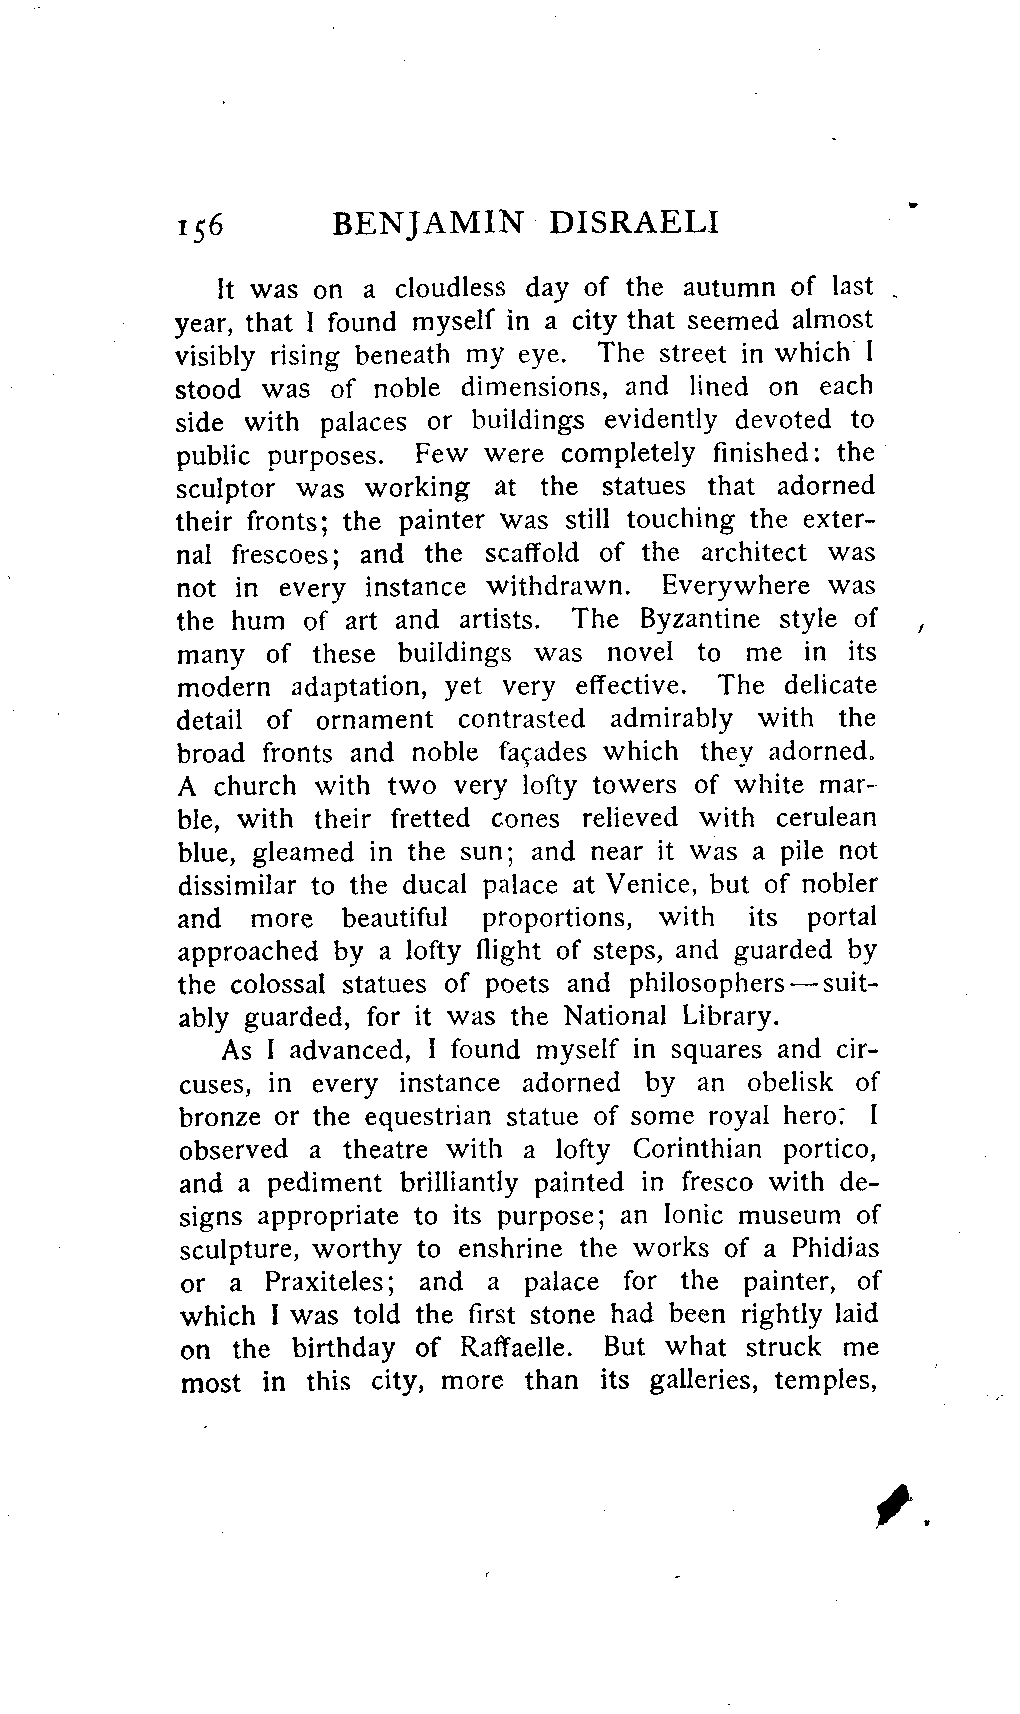 156 BENJAMIN DISRAELI
It was on a cloudless day of the autumn of last
year, that I found myself in a city that seemed almost
visibly rising beneath my eye. The street in which I
stood was of noble dimensions, and lined on each
side with palaces or buildings evidently devoted to
public purposes. Few were completely finished: the
sculptor was working at the statues that adorned
their fronts; the painter was still touching the exter-
nal frescoes; and the scaffold of the architect was
not in every instance withdrawn. Everywhere was
the hum of art and artists. The Byzantine style of
many of these buildings was novel to me in its
modern adaptation, yet very effective. The delicate
detail of ornament contrasted admirably with the
broad fronts and noble façades which they adorned.
A church with two very lofty towers of white mar-
ble, with their fretted cones relieved with cerulean
blue, gleamed in the sun; and near it was a pile not
dissimilar to the ducal palace at Venice, but of nobler
and more beautiful proportions, with its portal
approached by a lofty flight of steps, and guarded by
the colossal statues of poets and philosophers—suit-
ably guarded, for it was the National Library.
As I advanced, I found myself in squares and cir-
cuses, in every instance adorned by an obelisk of
bronze or the equestrian statue of some royal hero: I
observed a theatre with a lofty Corinthian portico,
and a pediment brilliantly painted in fresco with de-
signs appropriate to its purpose; an Ionic museum of
sculpture, worthy to enshrine the works of a Phidias
or a Praxiteles; and a palace for the painter, of
which I was told the first stone had been rightly laid
on the birthday of Raffaelle. But what struck me
most in this city, more than its galleries, temples,